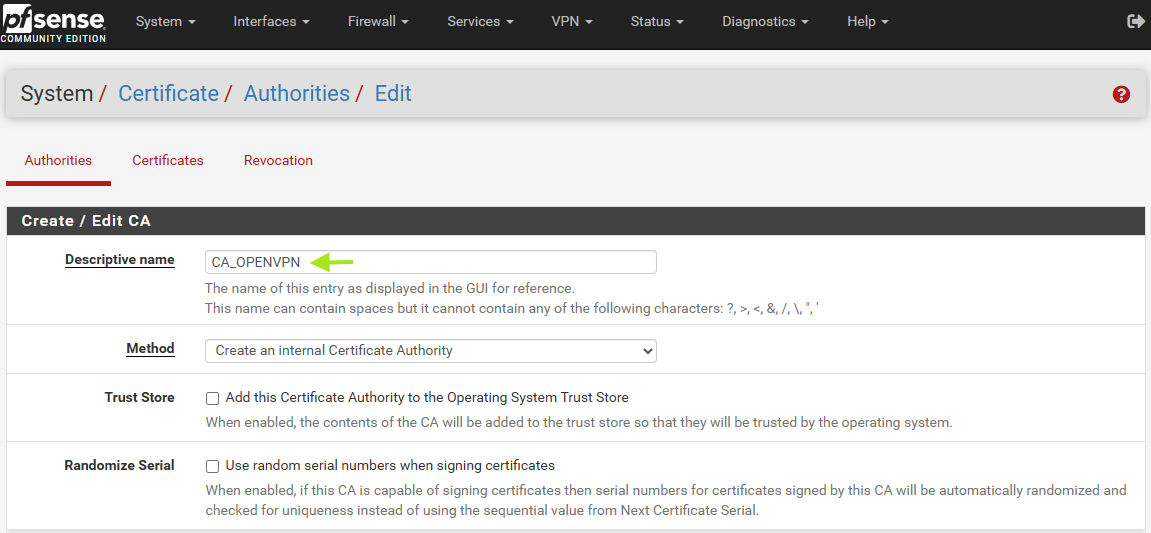 pfsense
COMMUNITY EDITION
System
Interfaces
Firewall
Services
VPN
Status
Diagnostics
Help
System / Certificate / Authorities / Edit
?
Authorities
Certificates
Revocation
Create / Edit CA
Descriptive name
CA_OPENVPN
The name of this entry as displayed in the GUI for reference.
This name can contain spaces but it cannot contain any of the following characters: ?, >, <, &, /, \, ", '
Method
Create an internal Certificate Authority
Trust Store
Add this Certificate Authority to the Operating System Trust Store
When enabled, the contents of the CA will be added to the trust store so that they will be trusted by the operating system.
Randomize Serial
Use random serial numbers when signing certificates
When enabled, if this CA is capable of signing certificates then serial numbers for certificates signed by this CA will be automatically randomized and
checked for uniqueness instead of using the sequential value from Next Certificate Serial.